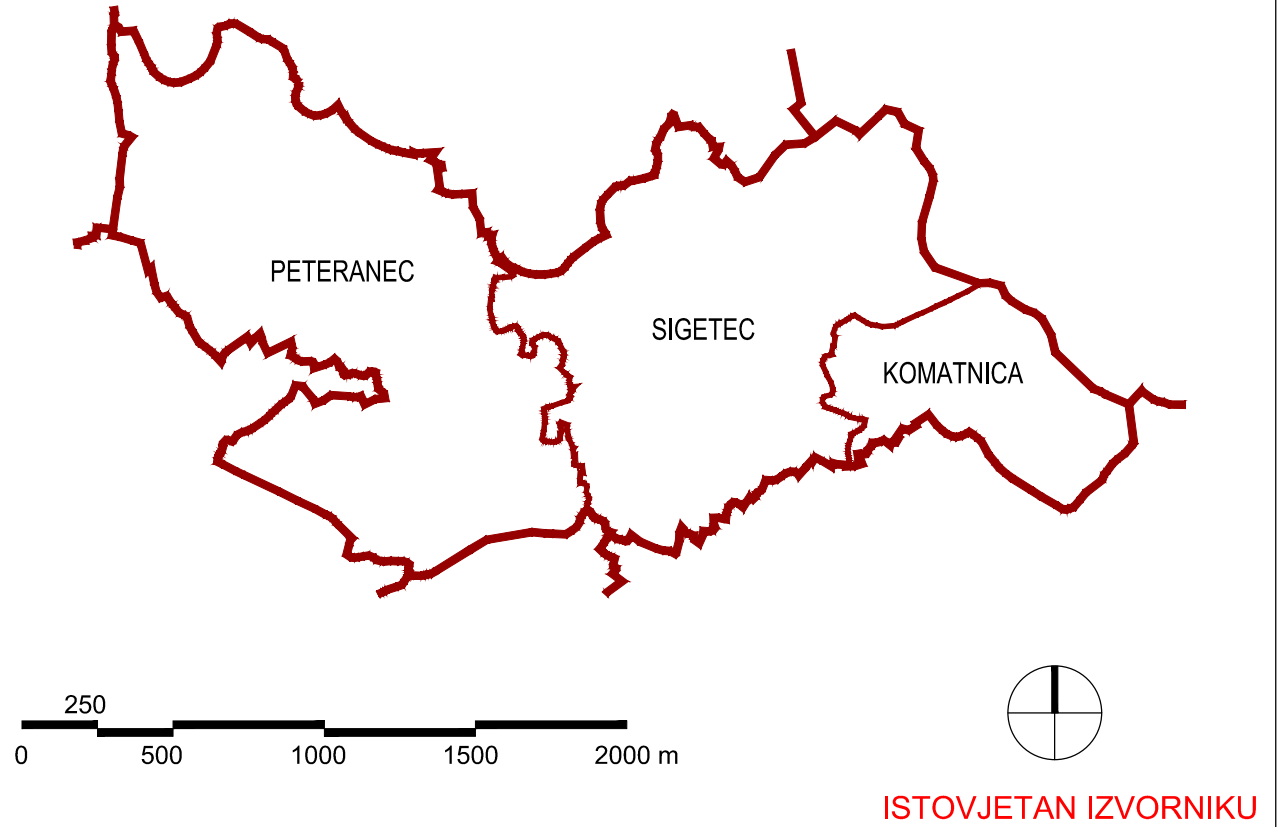 PETERANEC
SIGETEC
KOMATNICA
250
0 500 1000 1500 2000 m
ISTOVJETAN IZVORNIKU